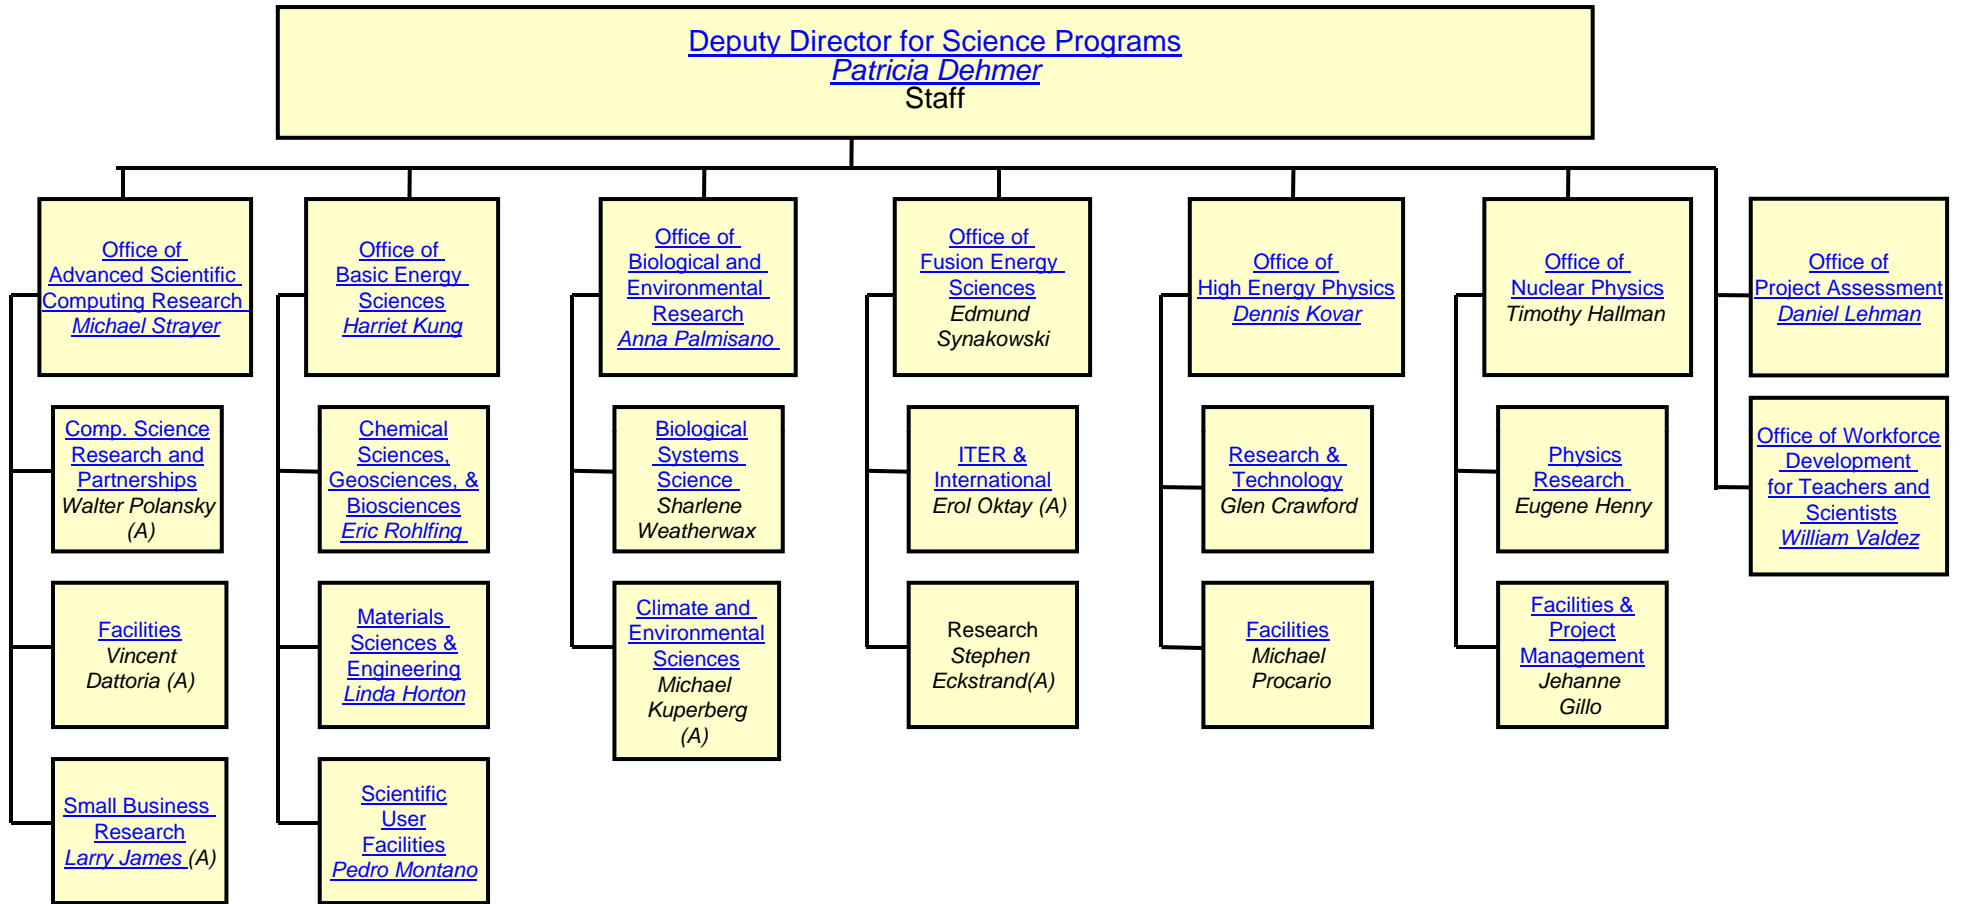 Deputy Director for Science Programs
Patricia Dehmer
Staff
Office of
Advanced Scientific
Computing Research
Michael Strayer
Comp. Science
Research and
Partnerships
Walter Polansky
(A)
Facilities
Vincent
Dattoria (A)
Small Business
Research
Larry James (A)
Office of
Basic Energy
Sciences
Harriet Kung
Chemical
Sciences,
Geosciences, &
Biosciences
Eric Rohlfing
Materials
Sciences &
Engineering
Linda Horton
Scientific
User
Facilities
Pedro Montano
Office of
Biological and
Environmental
Research
Anna Palmisano
Biological
Systems
Science
Sharlene
Weatherwax
Climate and
Environmental
Sciences
Michael
Kuperberg
(A)
Office of
Fusion Energy
Sciences
Edmund
Synakowski
ITER &
International
Erol Oktay (A)
Research
Stephen
Eckstrand(A)
Office of
High Energy Physics
Dennis Kovar
Research &
Technology
Glen Crawford
Facilities
Michael
Procario
Office of
Nuclear Physics
Timothy Hallman
Physics
Research
Eugene Henry
Facilities &
Project
Management
Jehanne
Gillo
Office of
Project Assessment
Daniel Lehman
Office of Workforce
Development
for Teachers and
Scientists
William Valdez